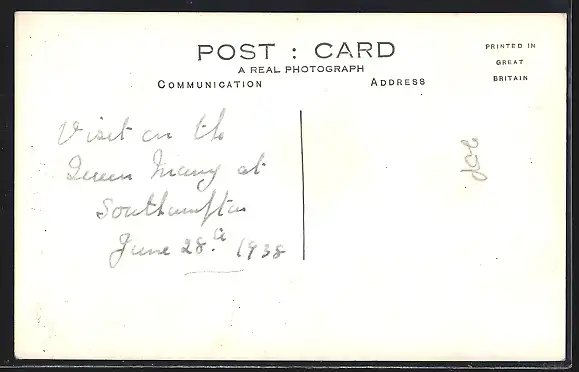 POST : CARD
A REAL PHOTOGRAPH
COMMUNICATION
ADDRESS
PRINTED IN
GREAT
BRITAIN
Visit on the
Queen Mary at
Southampton
June 28th 1938